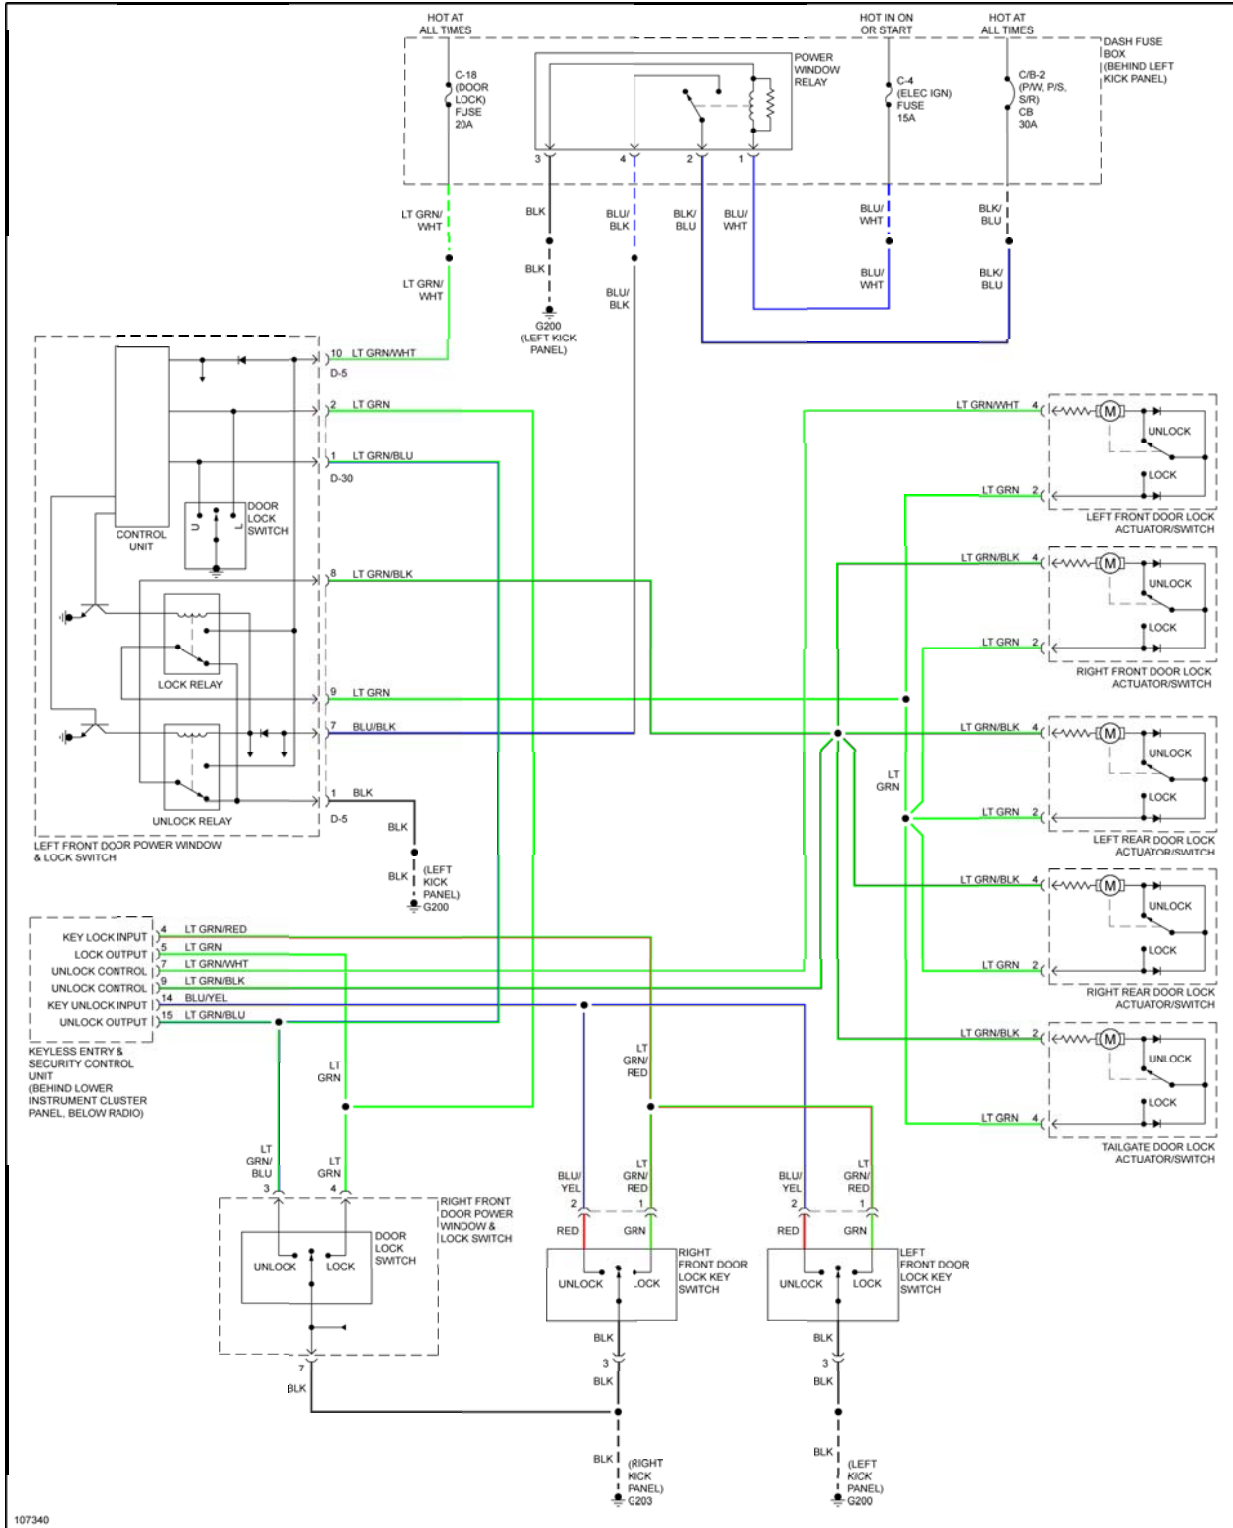 HOT AT
ALL TIMES
HOT IN ON
OR START
HOT AT
ALL TIMES
DASH FUSE
BOX
(BEHIND LEFT
KICK PANEL)
C-18
(DOOR
LOCK)
FUSE
20A
POWER
WINDOW
RELAY
C-4
(ELEC IGN)
FUSE
15A
C/B-2
(P/W, P/S,
S/R)
CB
30A
3
4
2
1
LT GRN/
WHT
BLK
BLU/
BLK
BLK/
BLU
BLU/
WHT
BLU/
WHT
BLK/
BLU
LT GRN/
WHT
BLK
BLU/
BLK
BLU/
WHT
BLK/
BLU
G200
(LEFT KICK
PANEL)
10 LT GRN/WHT
D-5
2 LT GRN
1 LT GRN/BLU
D-30
DOOR
LOCK
SWITCH
U
L
CONTROL
UNIT
8 LT GRN/BLK
LOCK RELAY
9 LT GRN
7 BLU/BLK
UNLOCK RELAY
1 BLK
D-5
LEFT FRONT DOOR POWER WINDOW
& LOCK SWITCH
BLK
BLK
(LEFT
KICK
PANEL)
G200
LT GRN/WHT 4
M
UNLOCK
LOCK
LT GRN 2
LEFT FRONT DOOR LOCK
ACTUATOR/SWITCH
LT GRN/BLK 4
M
UNLOCK
LOCK
LT GRN 2
RIGHT FRONT DOOR LOCK
ACTUATOR/SWITCH
LT GRN/BLK 4
M
UNLOCK
LOCK
LT
GRN
LT GRN 2
LEFT REAR DOOR LOCK
ACTUATOR/SWITCH
LT GRN/BLK 4
M
UNLOCK
LOCK
LT GRN 2
RIGHT REAR DOOR LOCK
ACTUATOR/SWITCH
LT GRN/BLK 2
M
UNLOCK
LOCK
LT GRN 4
TAILGATE DOOR LOCK
ACTUATOR/SWITCH
KEY LOCK INPUT 4 LT GRN/RED
LOCK OUTPUT 5 LT GRN
UNLOCK CONTROL 7 LT GRN/WHT
UNLOCK CONTROL 9 LT GRN/BLK
KEY UNLOCK INPUT 14 BLU/YEL
UNLOCK OUTPUT 15 LT GRN/BLU
KEYLESS ENTRY &
SECURITY CONTROL
UNIT
(BEHIND LOWER
INSTRUMENT CLUSTER
PANEL, BELOW RADIO)
LT
GRN
LT
GRN/
RED
LT
GRN/
BLU
3
LT
GRN
4
RIGHT FRONT
DOOR POWER
WINDOW &
LOCK SWITCH
DOOR
LOCK
SWITCH
UNLOCK
LOCK
7
BLK
BLU/
YEL
2
LT
GRN/
RED
1
RED
GRN
RIGHT
FRONT DOOR
LOCK KEY
SWITCH
UNLOCK
LOCK
BLK
3
BLK
BLK
(RIGHT
KICK
PANEL)
G203
BLU/
YEL
2
LT
GRN/
RED
1
RED
GRN
LEFT
FRONT DOOR
LOCK KEY
SWITCH
UNLOCK
LOCK
BLK
3
BLK
BLK
(LEFT
KICK
PANEL)
G200
107340